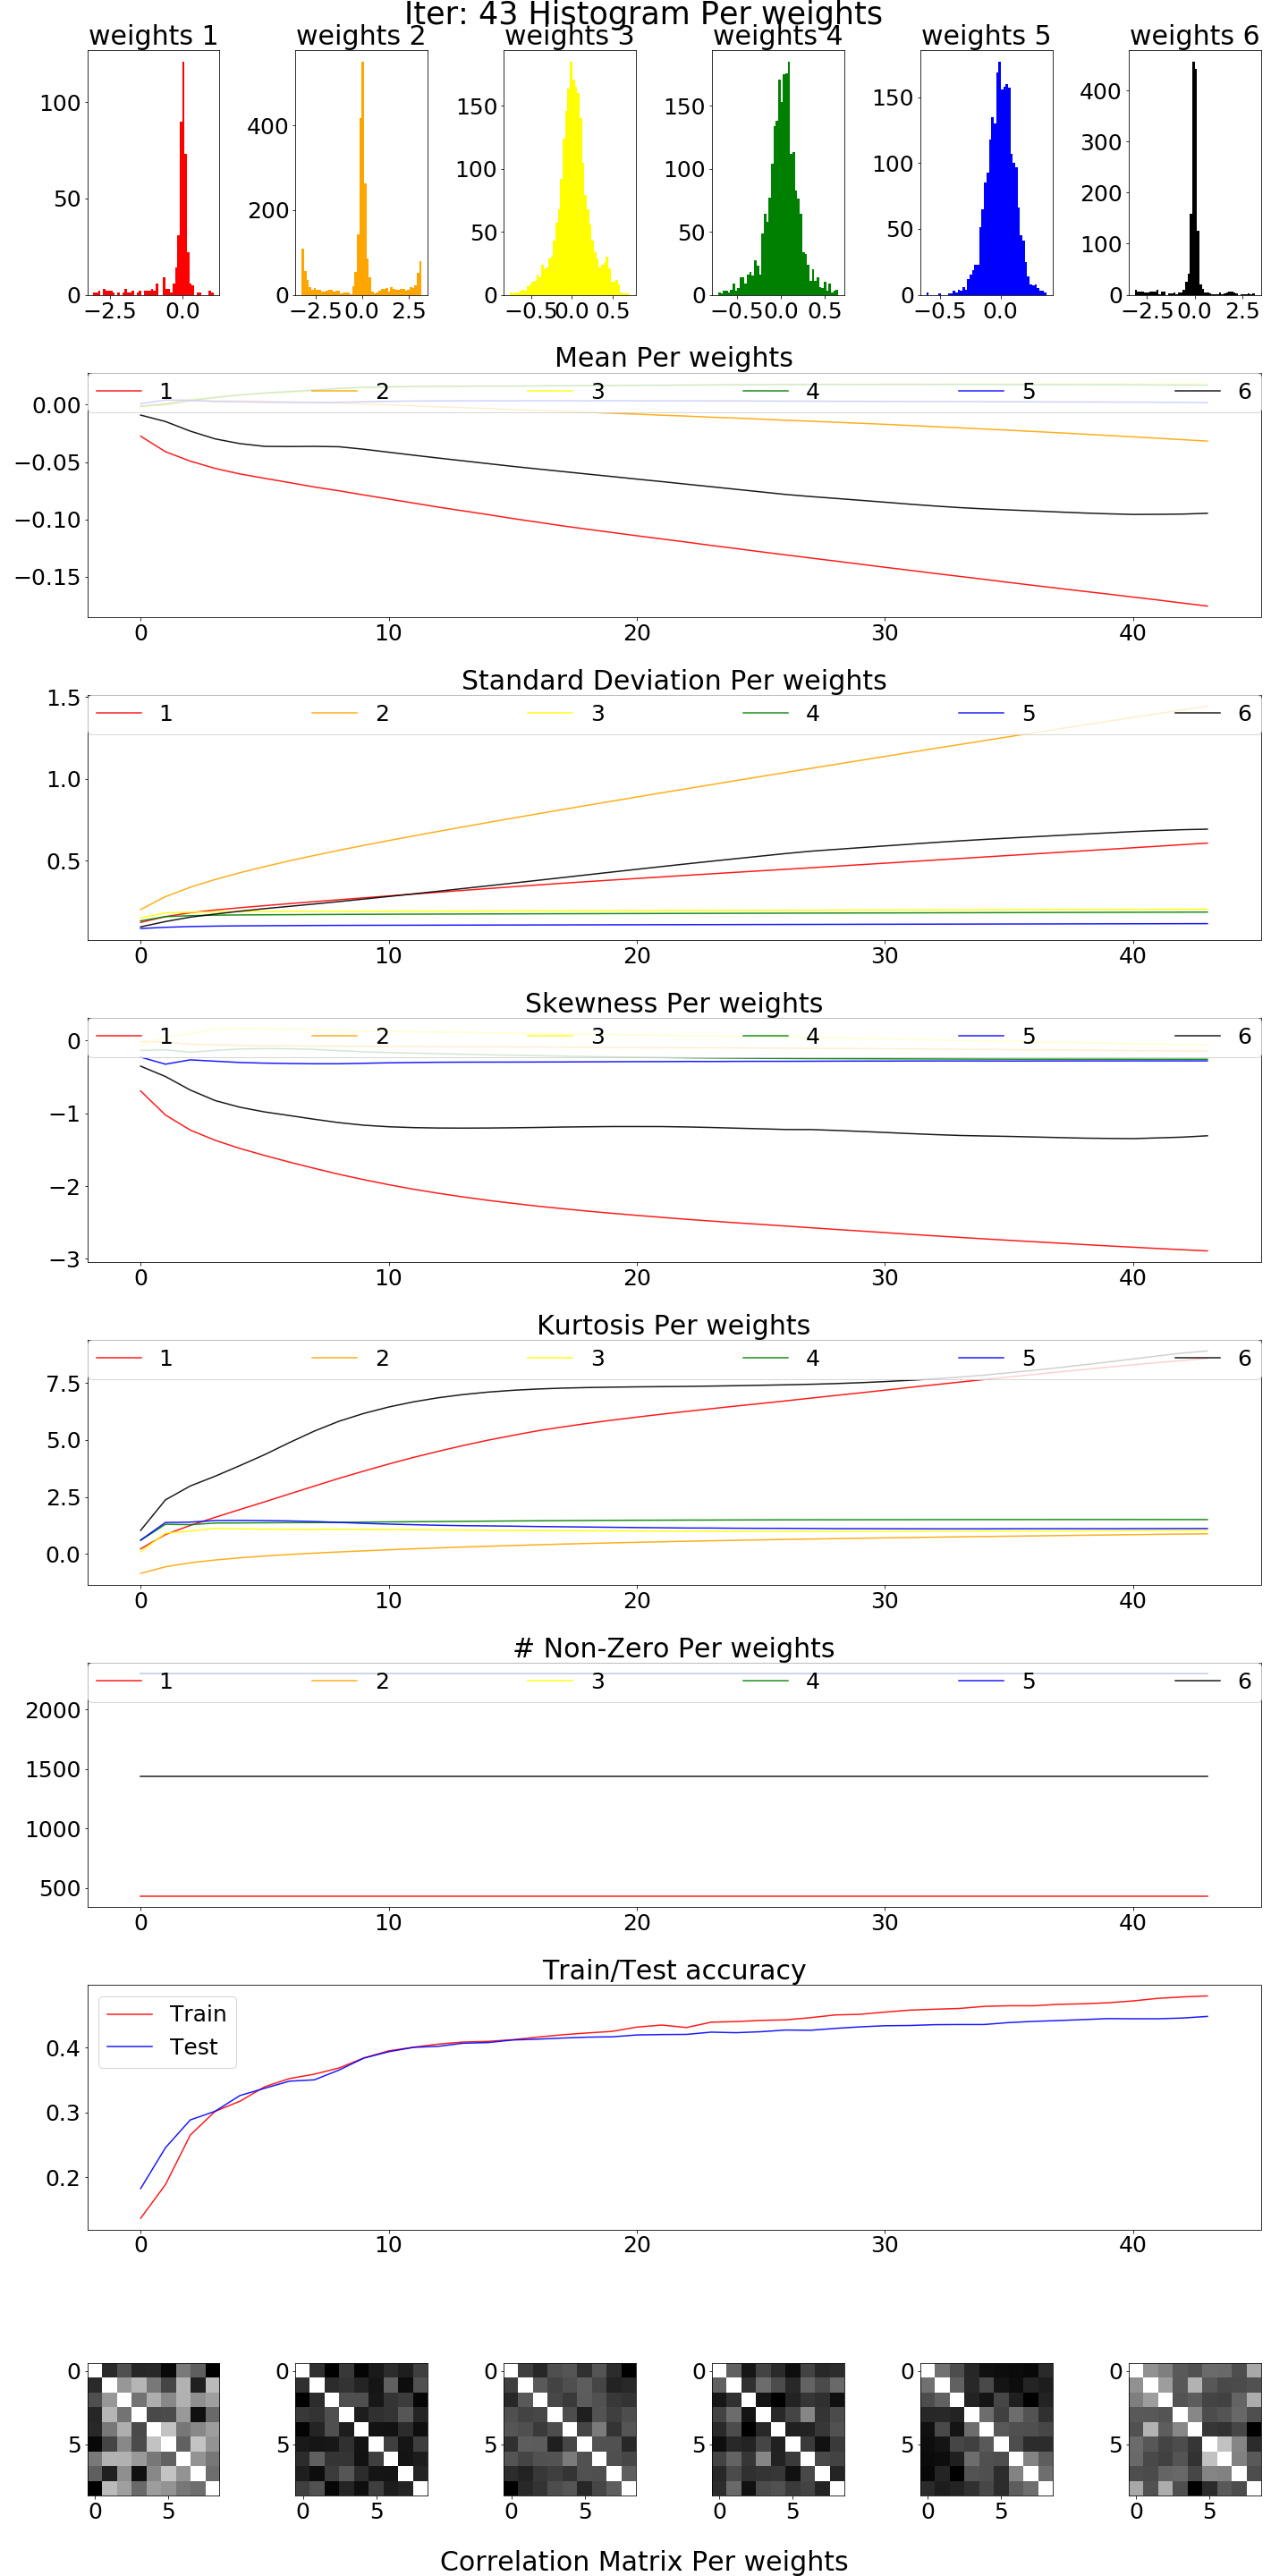 Iter: 43 Histogram Per weights
weights 1 weights 2 weights 3 weights 4 weights 5 weights 6
100
50
0
−2.5 0.0
400
200
0
−2.5 0.0 2.5
150
100
50
0
−0.5 0.0 0.5
150
100
50
0
−0.5 0.0 0.5
150
100
50
0
−0.5 0.0
400
300
200
100
0
−2.5 0.0 2.5
Mean Per weights
1 2 3 4 5 6
0.00
−0.05
−0.10
−0.15
0 10 20 30 40
Standard Deviation Per weights
1 2 3 4 5 6
1.5
1.0
0.5
0 10 20 30 40
Skewness Per weights
1 2 3 4 5 6
0
−1
−2
−3
0 10 20 30 40
Kurtosis Per weights
1 2 3 4 5 6
7.5
5.0
2.5
0.0
0 10 20 30 40
# Non-Zero Per weights
1 2 3 4 5 6
2000
1500
1000
500
0 10 20 30 40
Train/Test accuracy
Train
Test
0.4
0.3
0.2
0 10 20 30 40
0 0 0 0 0 0
5 5 5 5 5 5
0 5 0 5 0 5 0 5 0 5 0 5
Correlation Matrix Per weights